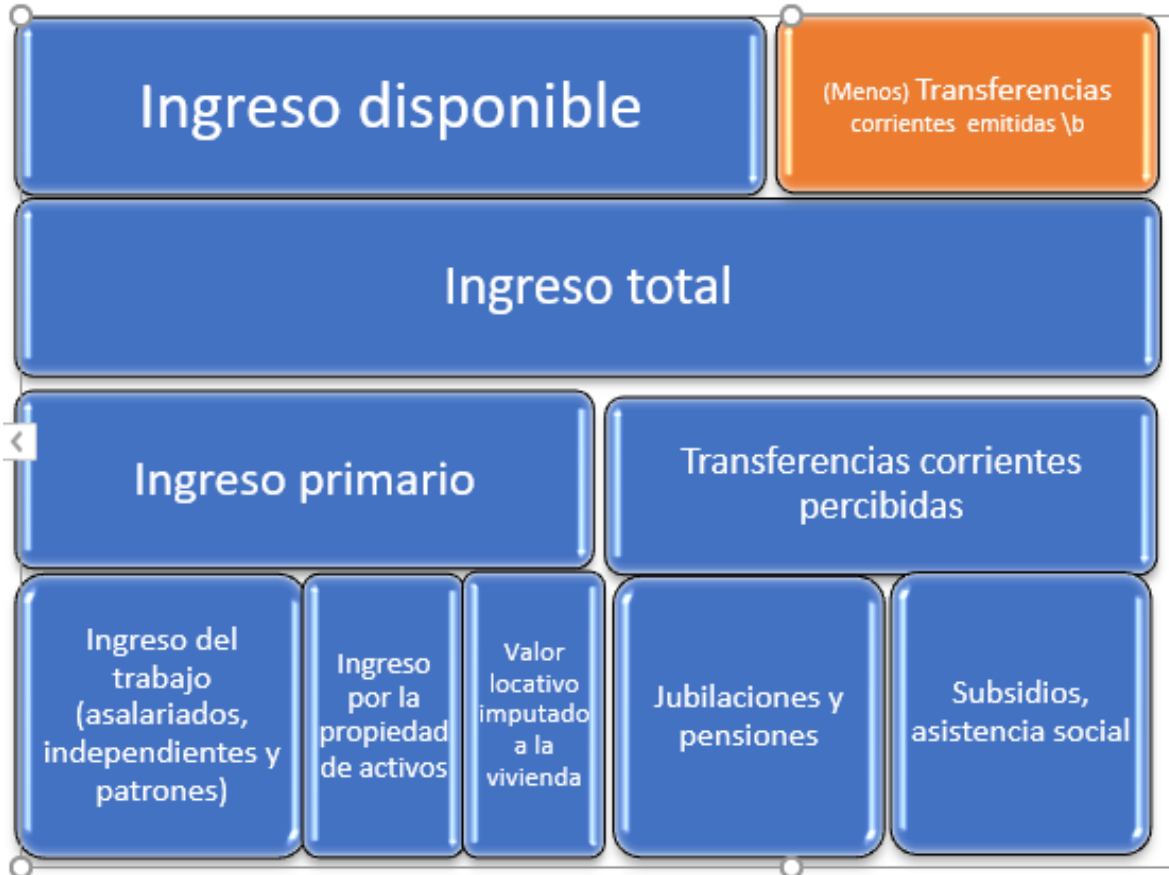 Ingreso disponible
(Menos) Transferencias
corrientes emitidas \b
Ingreso total
Ingreso primario
Transferencias corrientes
percibidas
Ingreso del
trabajo
(asalariados,
independientes y
patrones)
Ingreso
por la
propiedad
de activos
Valor
locativo
imputado
a la
vivienda
Jubilaciones y
pensiones
Subsidios,
asistencia social